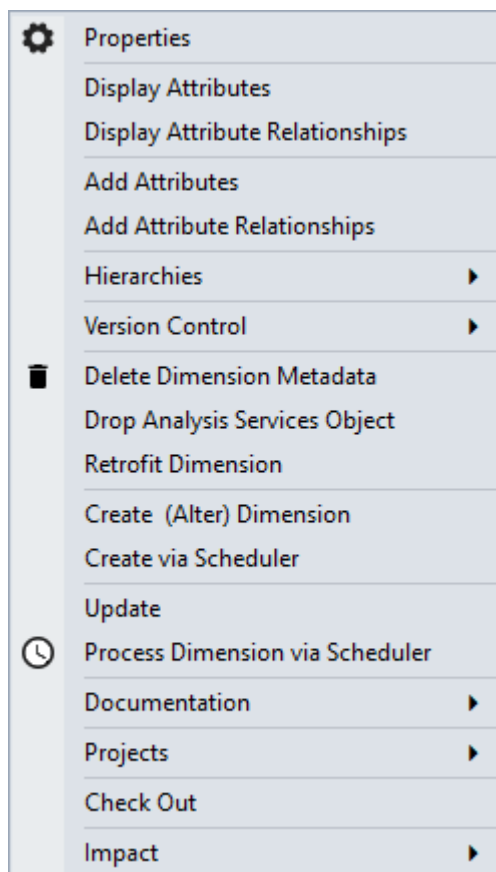 Properties
Display Attributes
Display Attribute Relationships
Add Attributes
Add Attribute Relationships
Hierarchies
Version Control
Delete Dimension Metadata
Drop Analysis Services Object
Retrofit Dimension
Create  (Alter) Dimension
Create via Scheduler
Update
Process Dimension via Scheduler
Documentation
Projects
Check Out
Impact